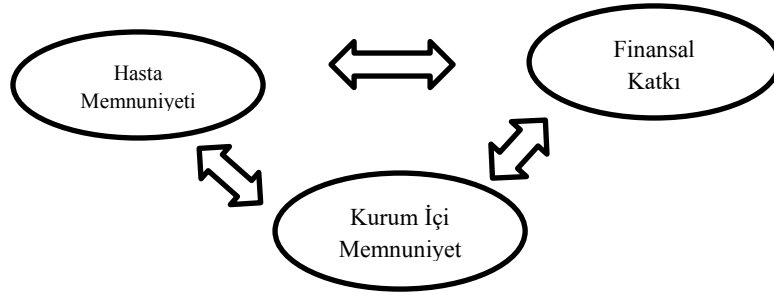 Hasta
Memnuniyeti
Finansal
Katkı
Kurum İçi
Memnuniyet